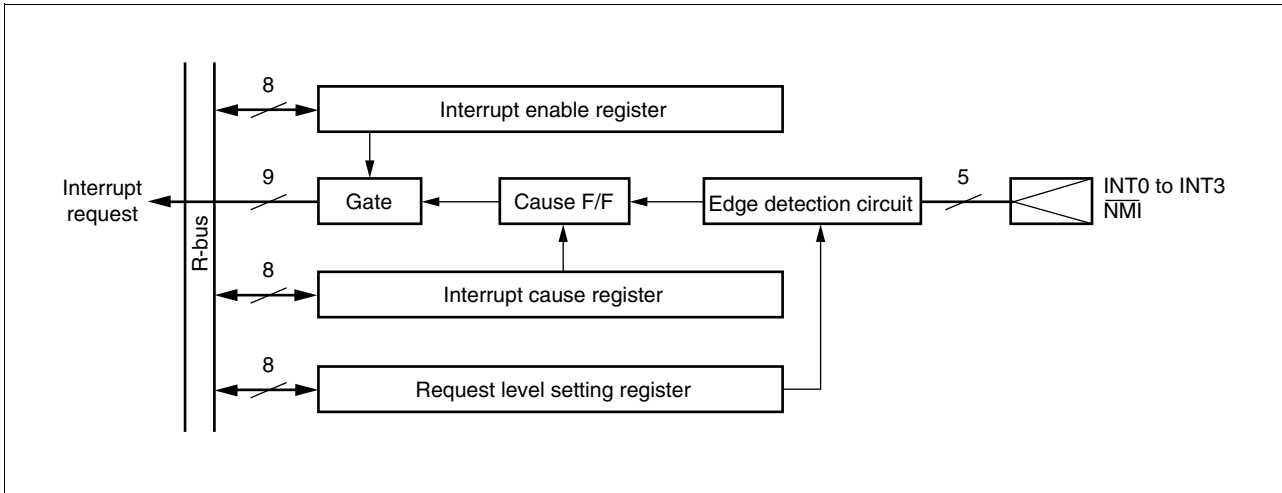 8
Interrupt enable register
Interrupt
request
9
Gate
Cause F/F
Edge detection circuit
5
INT0 to INT3
NMI
R-bus
8
Interrupt cause register
8
Request level setting register